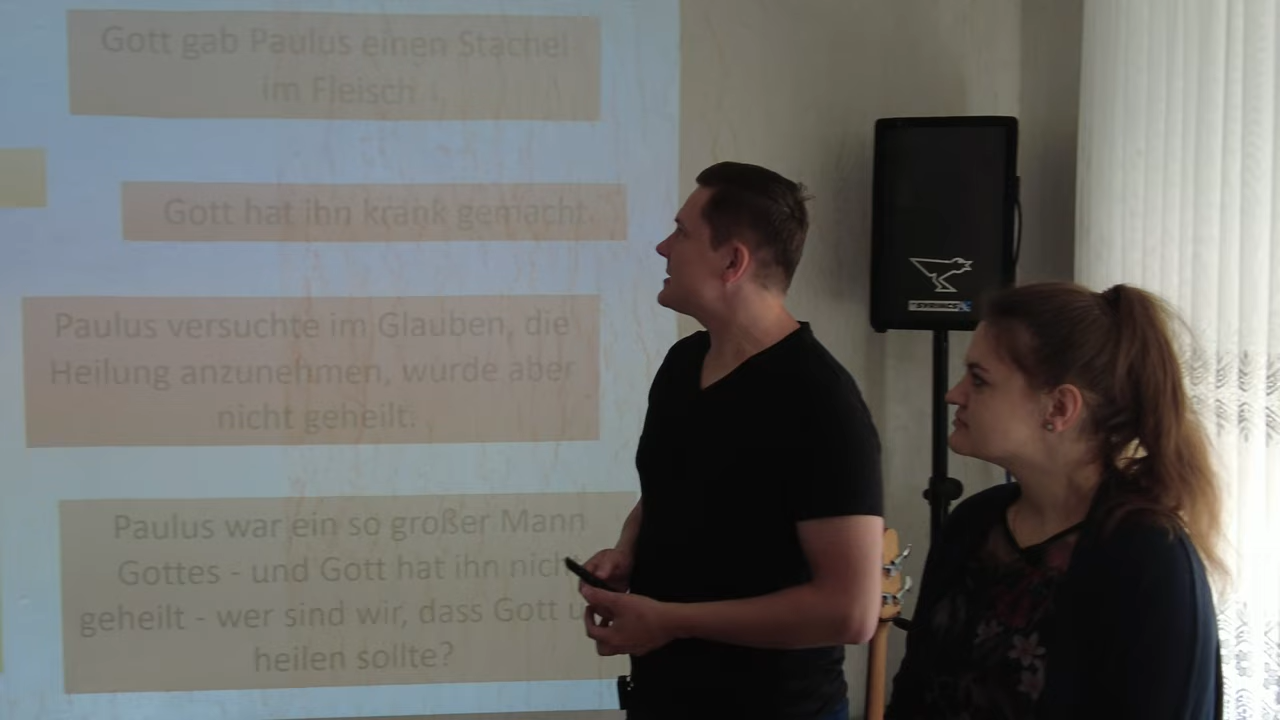 Gott gab Paulus einen Stachel
im Fleisch
Gott hat ihn krank gemacht.
Paulus versuchte im Glauben, die
Heilung anzunehmen, wurde aber
nicht geheilt.
Paulus war ein so großer Mann
Gottes - und Gott hat ihn nicht
geheilt - wer sind wir, dass Gott u
heilen sollte?
SYRINCS